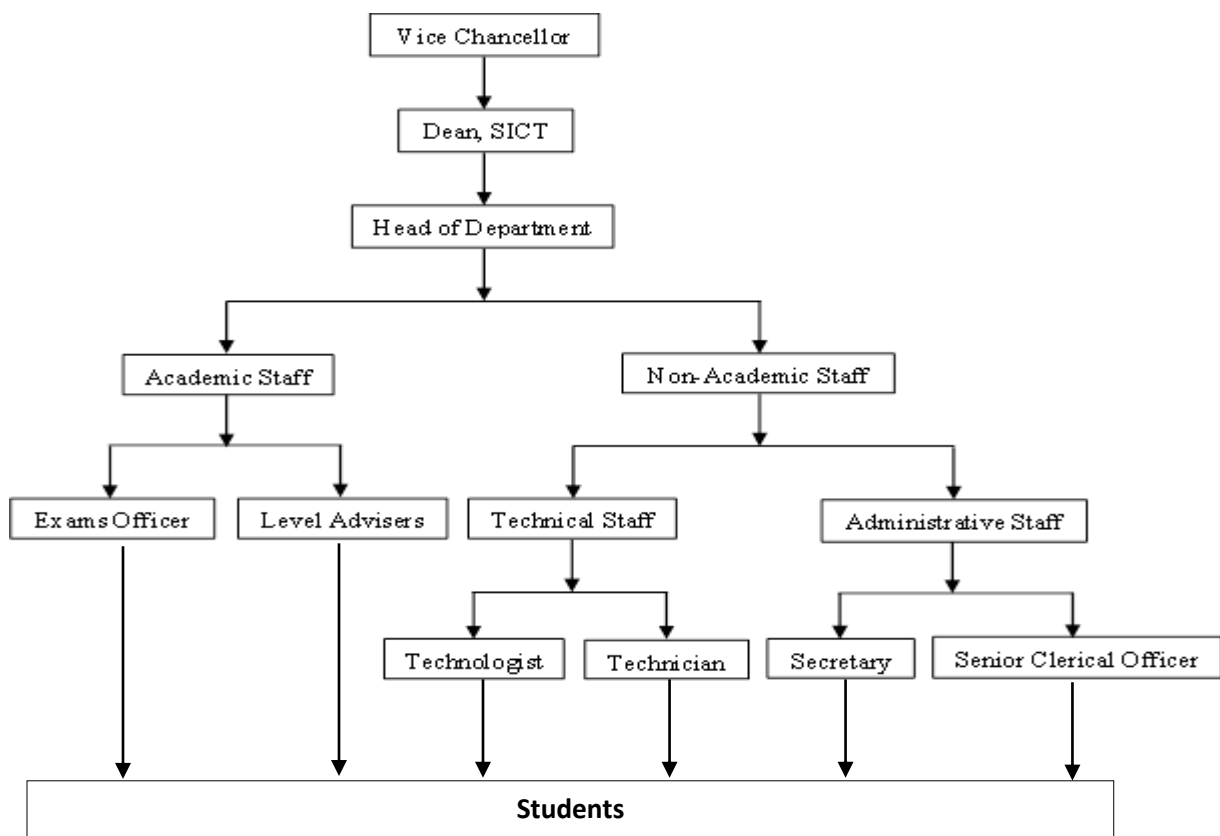 Vice Chancellor
Dean, SICT
Head of Department
Academic Staff
Non-Academic Staff
Exams Officer
Level Advisers
Technical Staff
Administrative Staff
Technologist
Technician
Secretary
Senior Clerical Officer
Students